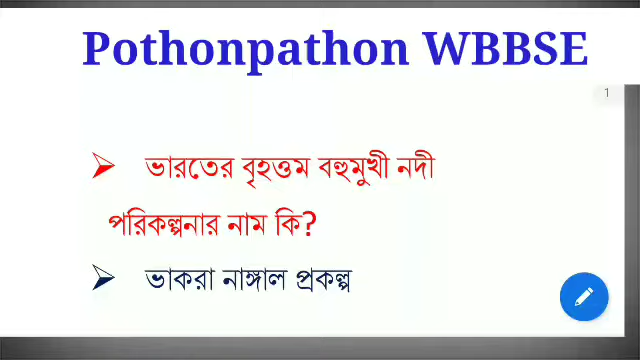 Pothonpathon WBBSE
1
➢ ভারতের বৃহত্তম বহুমুখী নদী
পরিকল্পনার নাম কি?
➢ ভাকরা নাঙ্গাল প্রকল্প